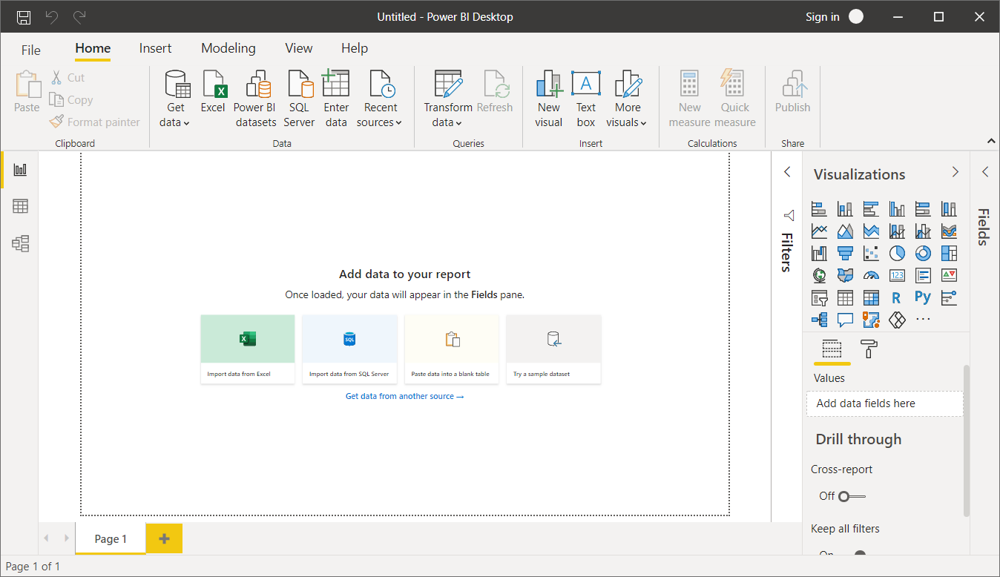 Untitled - Power BI Desktop
Sign in
File
Home
Insert
Modeling
View
Help
Paste
Cut
Copy
Format painter
Clipboard
Get
data
Excel
Power BI
datasets
SQL
Server
Enter
data
Recent
sources
Data
Transform
data
Refresh
Queries
New
visual
Text
box
More
visuals
Insert
New
measure
Quick
measure
Calculations
Publish
Share
Add data to your report
Once loaded, your data will appear in the Fields pane.
SQL
Import data from Excel
Import data from SQL Server
Paste data into a blank table
Try a sample dataset
Get data from another source →
Filters
Visualizations
123
R
Py
...
Values
Add data fields here
Drill through
Cross-report
Off
Keep all filters
On
Fields
Page 1
Page 1 of 1